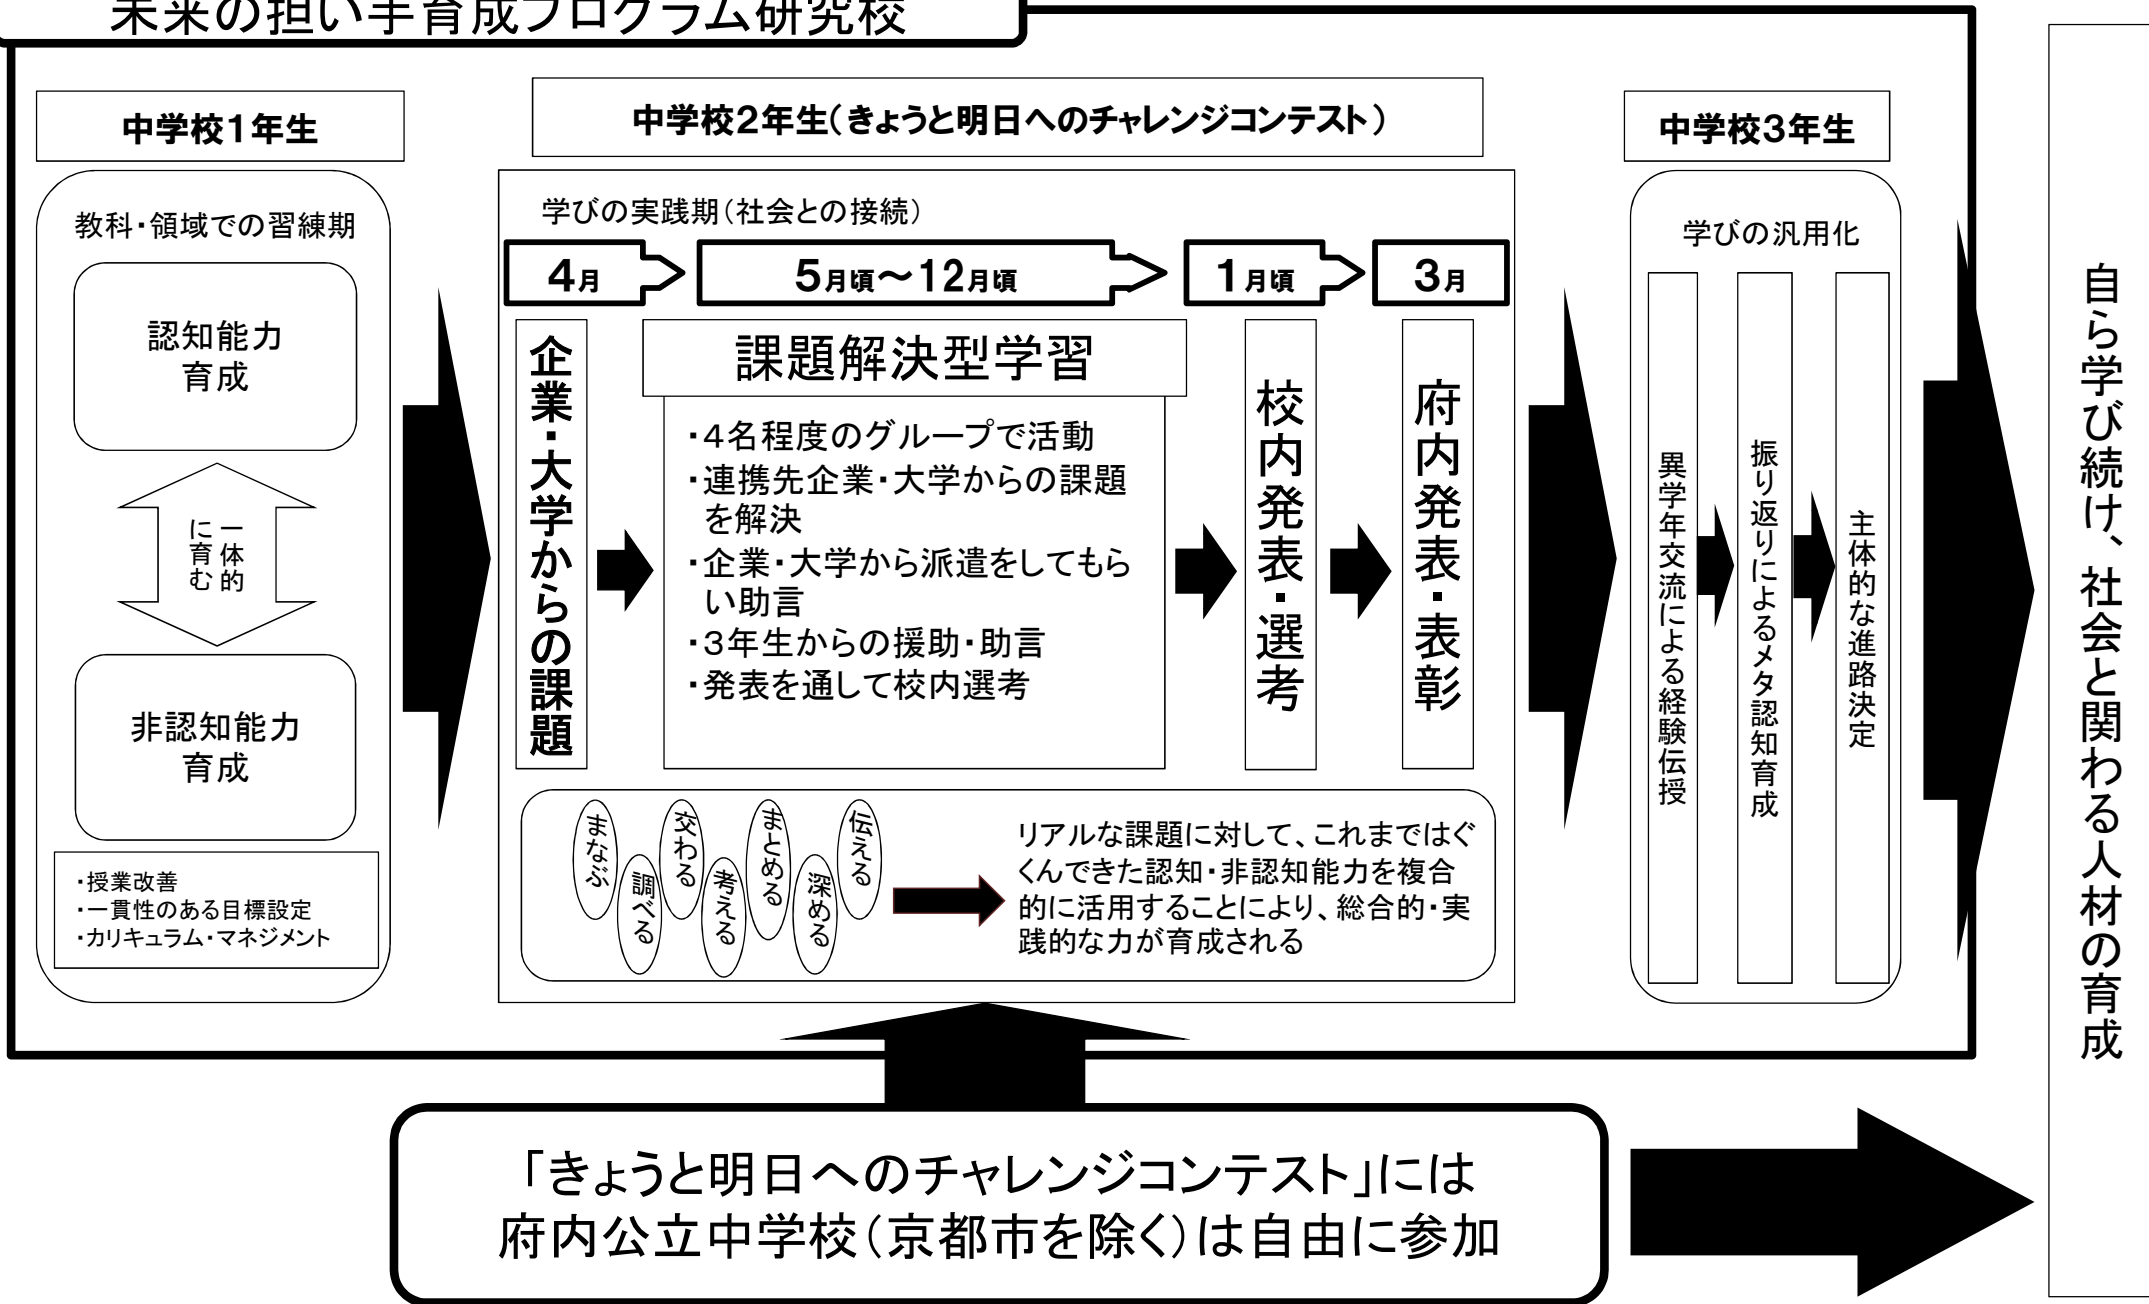 未来の担い手育成プログラム研究校
中学校1年生
教科・領域での習練期
認知能力
育成
一体的
に育む
非認知能力
育成
・授業改善
・一貫性のある目標設定
・カリキュラム・マネジメント
中学校2年生(きょうと明日へのチャレンジコンテスト)
学びの実践期(社会との接続)
4月
5月頃～12月頃
1月頃
3月
企業・大学からの課題
課題解決型学習
・4名程度のグループで活動
・連携先企業・大学からの課題
を解決
・企業・大学から派遣をしてもら
い助言
・3年生からの援助・助言
・発表を通して校内選考
校内発表・選考
府内発表・表彰
まなぶ
調べる
交わる
考える
まとめる
深める
伝える
リアルな課題に対して、これまではぐ
くんできた認知・非認知能力を複合
的に活用することにより、総合的・実
践的な力が育成される
中学校3年生
学びの汎用化
異学年交流による経験伝授
振り返りによるメタ認知育成
主体的な進路決定
自ら学び続け、社会と関わる人材の育成
「きょうと明日へのチャレンジコンテスト」には
府内公立中学校(京都市を除く)は自由に参加